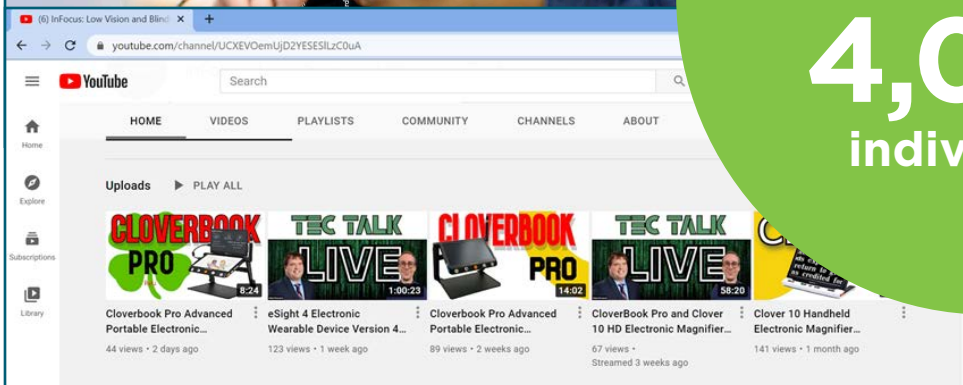 (6) InFocus: Low Vision and Blind
youtube.com/channel/UCXEVOemUjD2YESESlLzC0uA
4,0
indiv
YouTube
Search
HOME VIDEOS PLAYLISTS COMMUNITY CHANNELS ABOUT
Home
Explore
Subscriptions
Library
Uploads PLAY ALL
CLOVERBOOK
PRO
8:24
TEC TALK
LIVE
1:00:23
CLOVERBOOK
PRO
14:02
TEC TALK
LIVE
58:20
Cloverbook Pro Advanced
Portable Electronic...
44 views • 2 days ago
eSight 4 Electronic
Wearable Device Version 4...
123 views • 1 week ago
Cloverbook Pro Advanced
Portable Electronic...
89 views • 2 weeks ago
CloverBook Pro and Clover
10 HD Electronic Magnifier...
67 views •
Streamed 3 weeks ago
Clover 10 Handheld
Electronic Magnifier...
141 views • 1 month ago